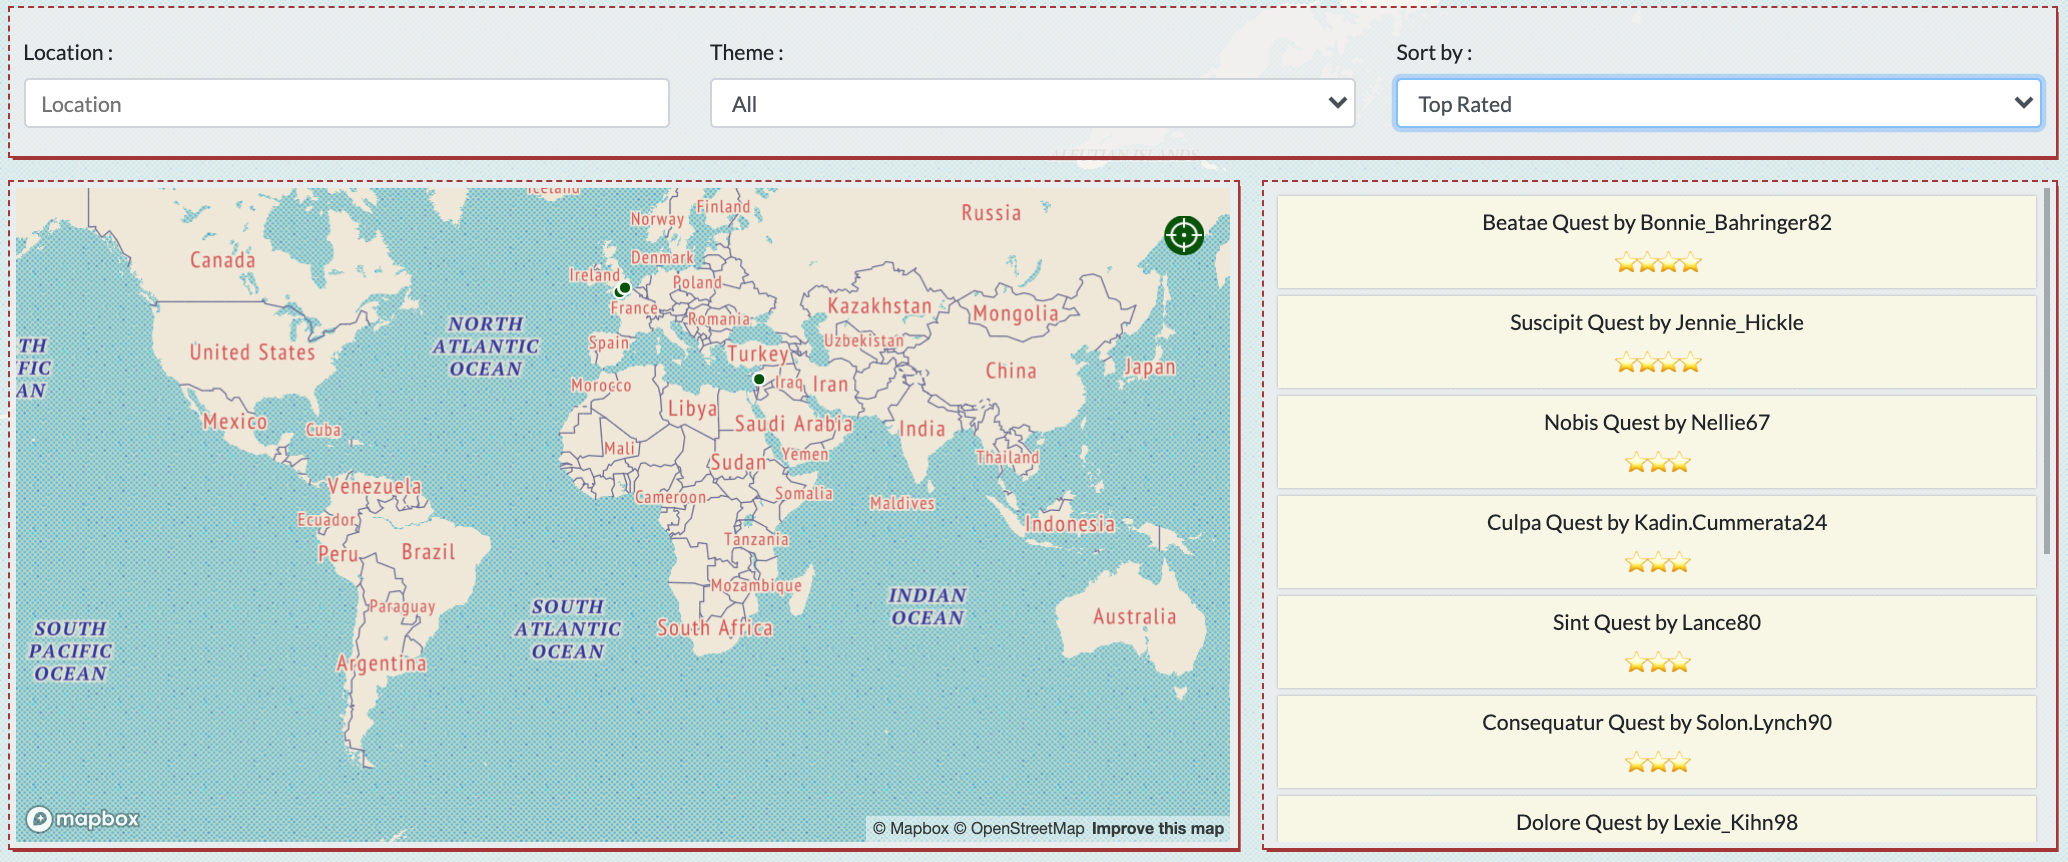 Location :
Theme :
Sort by :
Location
All
Top Rated
ALEUTIAN ISLANDS
Iceland
Norway
Finland
Russia
Canada
Ireland
Denmark
Poland
France
Romania
Kazakhstan
Mongolia
NORTH
ATLANTIC
OCEAN
TH
FIC
AN
United States
Spain
Turkey
Uzbekistan
China
Japan
Morocco
Iraq
Iran
Mexico
Cuba
Libya
Saudi Arabia
India
Mali
Sudan
Yemen
Thailand
Venezuela
Cameroon
Somalia
Maldives
Ecuador
Indonesia
Peru
Brazil
Tanzania
Mozambique
Paraguay
SOUTH
ATLANTIC
OCEAN
INDIAN
OCEAN
Australia
South Africa
SOUTH
PACIFIC
OCEAN
Argentina
mapbox
© Mapbox © OpenStreetMap Improve this map
Beatae Quest by Bonnie_Bahringer82
Suscipit Quest by Jennie_Hickle
Nobis Quest by Nellie67
Culpa Quest by Kadin.Cummerata24
Sint Quest by Lance80
Consequatur Quest by Solon.Lynch90
Dolore Quest by Lexie_Kihn98